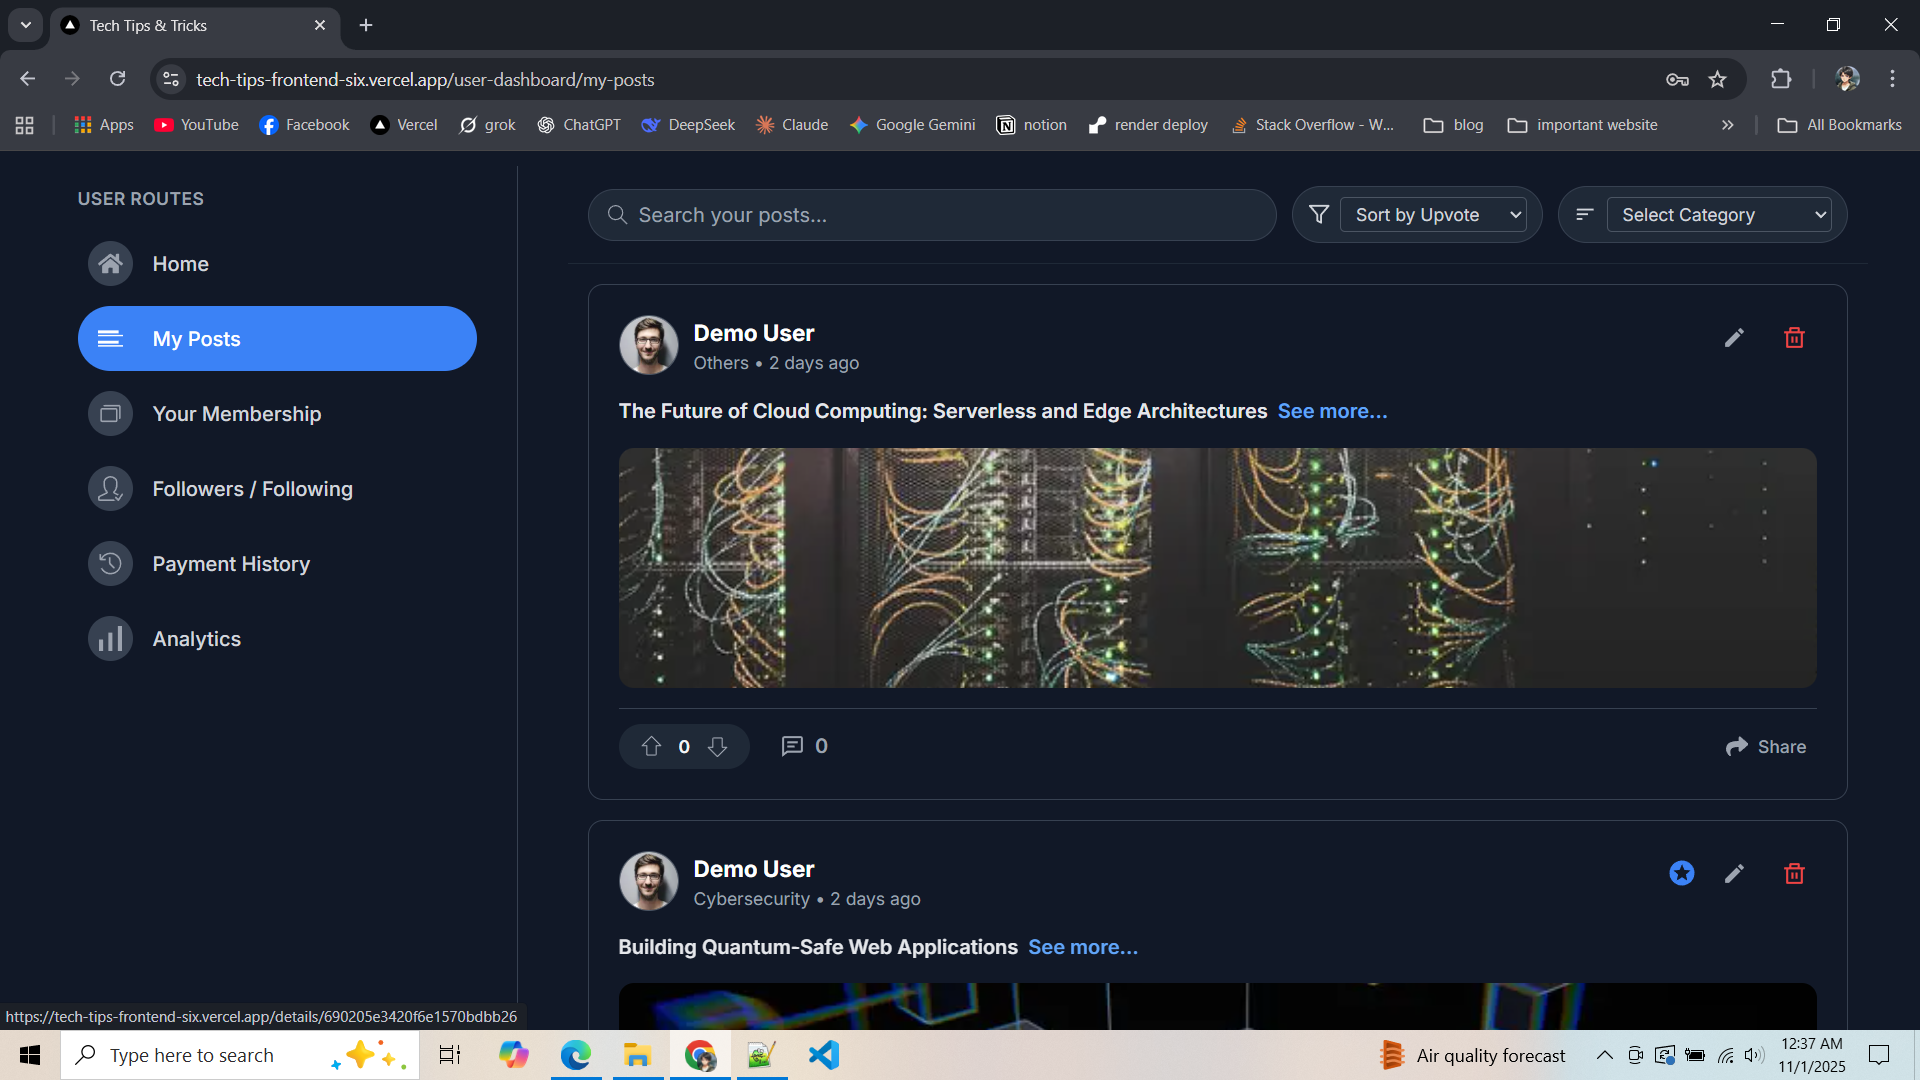 Tech Tips & Tricks
tech-tips-frontend-six.vercel.app/user-dashboard/my-posts
Apps YouTube Facebook Vercel grok ChatGPT DeepSeek Claude Google Gemini notion render deploy Stack Overflow - W... blog important website All Bookmarks
USER ROUTES
Home
My Posts
Your Membership
Followers / Following
Payment History
Analytics
Search your posts... Sort by Upvote Select Category
Demo User
Others • 2 days ago
The Future of Cloud Computing: Serverless and Edge Architectures See more...
0 0 Share
Demo User
Cybersecurity • 2 days ago
Building Quantum-Safe Web Applications See more...
https://tech-tips-frontend-six.vercel.app/details/690205e3420f6e1570bdbb26
Type here to search
Air quality forecast
12:37 AM
11/1/2025